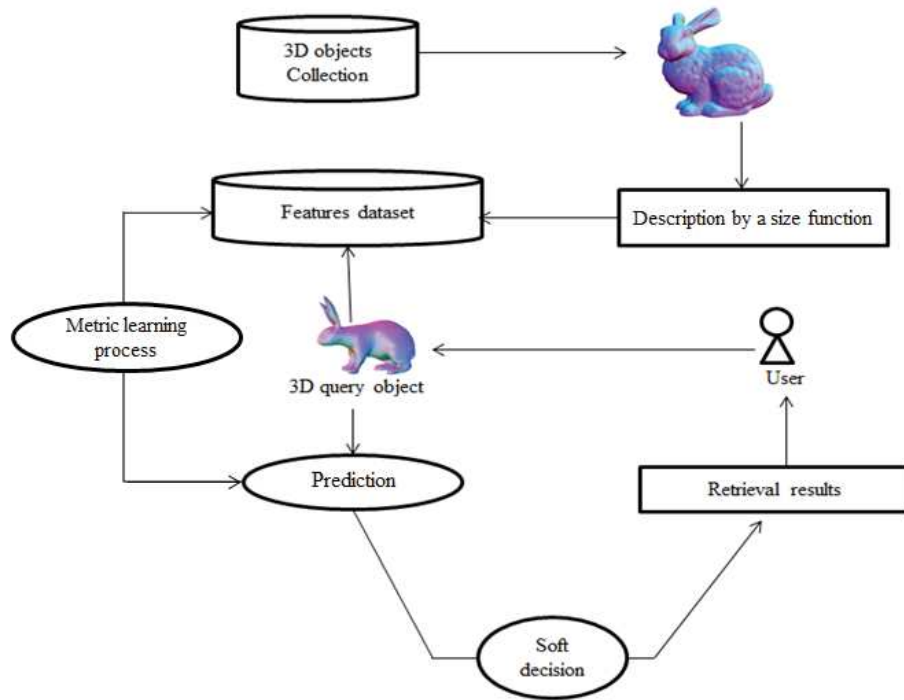 3D objects
Collection
Features dataset
Description by a size function
Metric learning
process
3D query object
User
Prediction
Retrieval results
Soft
decision